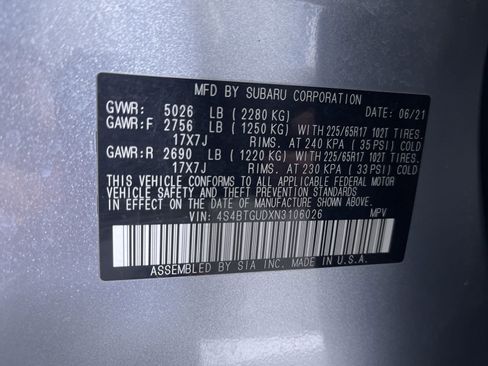 MFD BY SUBARU CORPORATION
GVWR: 5026 LB (2280 KG) DATE: 06/21
GAWR:F 2756 LB (1250 KG) WITH 225/65R17 102T TIRES,
17X7J RIMS. AT 240 KPA ( 35 PSI) COLD
GAWR:R 2690 LB (1220 KG) WITH 225/65R17 102T TIRES,
17X7J RIMS. AT 230 KPA ( 33 PSI) COLD
THIS VEHICLE CONFORMS TO ALL APPLICABLE FEDERAL MOTOR
VEHICLE SAFETY AND THEFT PREVENTION STANDARDS
IN EFFECT ON THE DATE OF MANUFACTURE SHOWN ABOVE.
VIN: 4S4BTGUDXN3106026 MPV
ASSEMBLED BY SIA INC. MADE IN U.S.A.